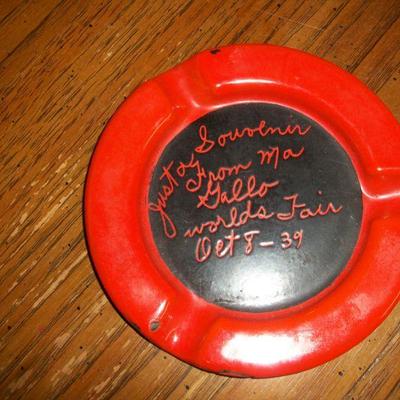 Just a Souvenir
From Ma
Gallo
worlds Fair
Oct 8-39